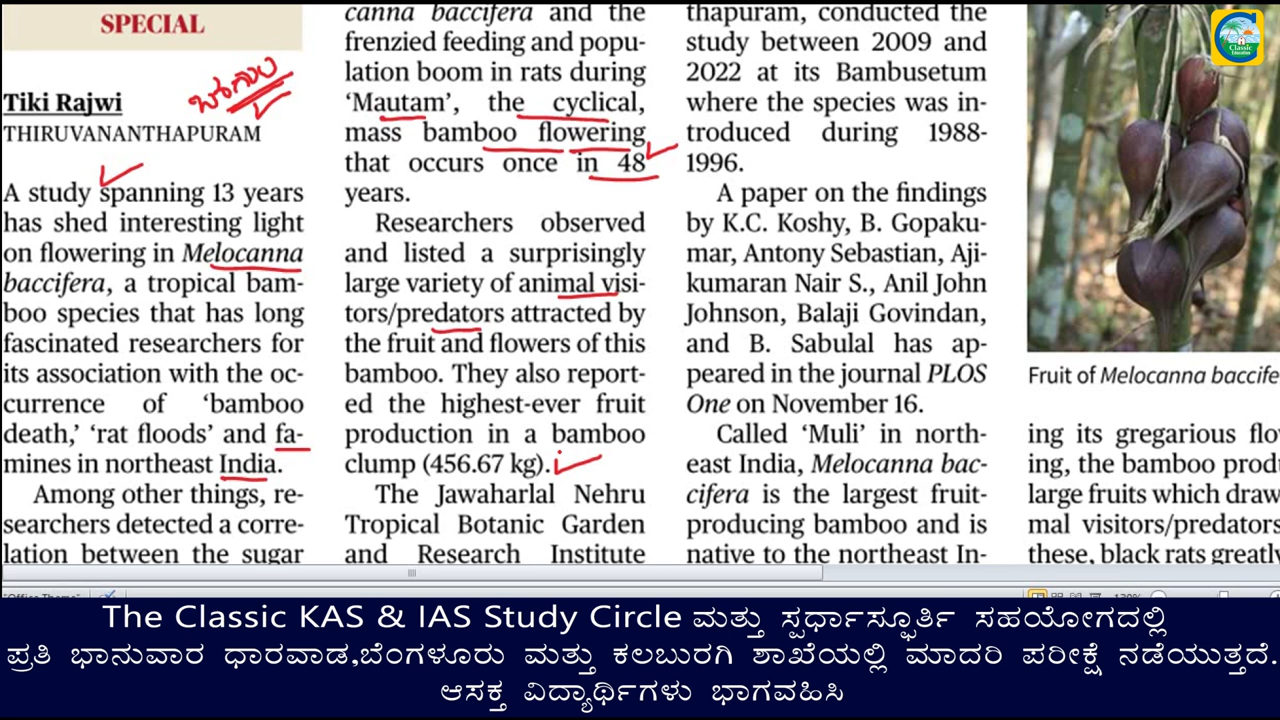 SPECIAL
ಬರಗಾಲ
Tiki Rajwi
THIRUVANANTHAPURAM
A study spanning 13 years
has shed interesting light
on flowering in Melocanna
baccifera, a tropical bam-
boo species that has long
fascinated researchers for
its association with the oc-
currence of ‘bamboo
death,’ ‘rat floods’ and fa-
mines in northeast India.
Among other things, re-
searchers detected a corre-
lation between the sugar
canna baccifera and the
frenzied feeding and popu-
lation boom in rats during
‘Mautam’, the cyclical,
mass bamboo flowering
that occurs once in 48
years.
Researchers observed
and listed a surprisingly
large variety of animal visi-
tors/predators attracted by
the fruit and flowers of this
bamboo. They also report-
ed the highest-ever fruit
production in a bamboo
clump (456.67 kg).
The Jawaharlal Nehru
Tropical Botanic Garden
and Research Institute
thapuram, conducted the
study between 2009 and
2022 at its Bambusetum
where the species was in-
troduced during 1988-
1996.
A paper on the findings
by K.C. Koshy, B. Gopaku-
mar, Antony Sebastian, Aji-
kumaran Nair S., Anil John
Johnson, Balaji Govindan,
and B. Sabulal has ap-
peared in the journal PLOS
One on November 16.
Called ‘Muli’ in north-
east India, Melocanna bac-
cifera is the largest fruit-
producing bamboo and is
native to the northeast In-
Classic
Fruit of Melocanna baccife
ing its gregarious flo
ing, the bamboo prod
large fruits which draw
mal visitors/predators
these, black rats greatly
The Classic KAS & IAS Study Circle ಮತ್ತು ಸ್ಪರ್ಧಾಸ್ಫೂರ್ತಿ ಸಹಯೋಗದಲ್ಲಿ
ಪ್ರತಿ ಭಾನುವಾರ ಧಾರವಾಡ,ಬೆಂಗಳೂರು ಮತ್ತು ಕಲಬುರಗಿ ಶಾಖೆಯಲ್ಲಿ ಮಾದರಿ ಪರೀಕ್ಷೆ ನಡೆಯುತ್ತದೆ.
ಆಸಕ್ತ ವಿದ್ಯಾರ್ಥಿಗಳು ಭಾಗವಹಿಸಿ